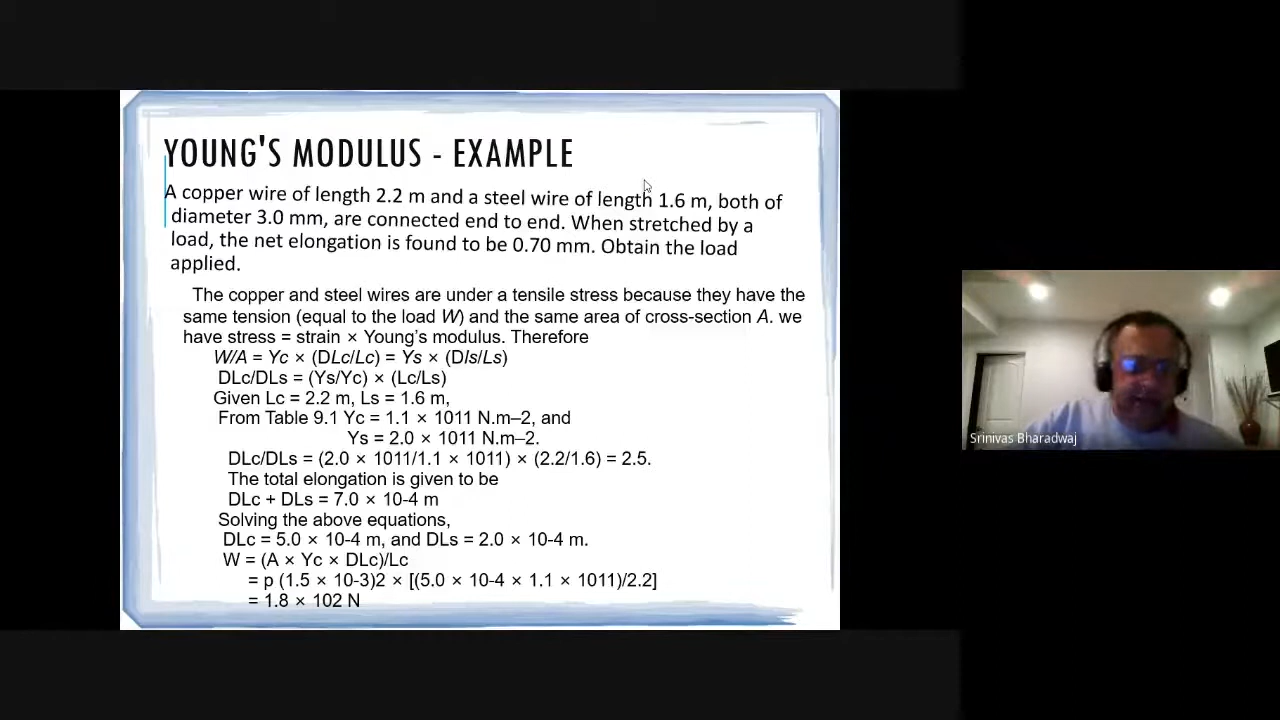 YOUNG'S MODULUS - EXAMPLE
A copper wire of length 2.2 m and a steel wire of length 1.6 m, both of
diameter 3.0 mm, are connected end to end. When stretched by a
load, the net elongation is found to be 0.70 mm. Obtain the load
applied.
The copper and steel wires are under a tensile stress because they have the
same tension (equal to the load W) and the same area of cross-section A. we
have stress = strain × Young's modulus. Therefore
W/A = Yc × (DLc/Lc) = Ys × (Dls/Ls)
DLc/DLs = (Ys/Yc) × (Lc/Ls)
Given Lc = 2.2 m, Ls = 1.6 m,
From Table 9.1 Yc = 1.1 × 1011 N.m–2, and
Ys = 2.0 × 1011 N.m–2.
DLc/DLs = (2.0 × 1011/1.1 × 1011) × (2.2/1.6) = 2.5.
The total elongation is given to be
DLc + DLs = 7.0 × 10-4 m
Solving the above equations,
DLc = 5.0 × 10-4 m, and DLs = 2.0 × 10-4 m.
W = (A × Yc × DLc)/Lc
= p (1.5 × 10-3)2 × [(5.0 × 10-4 × 1.1 × 1011)/2.2]
= 1.8 × 102 N
Srinivas Bharadwaj